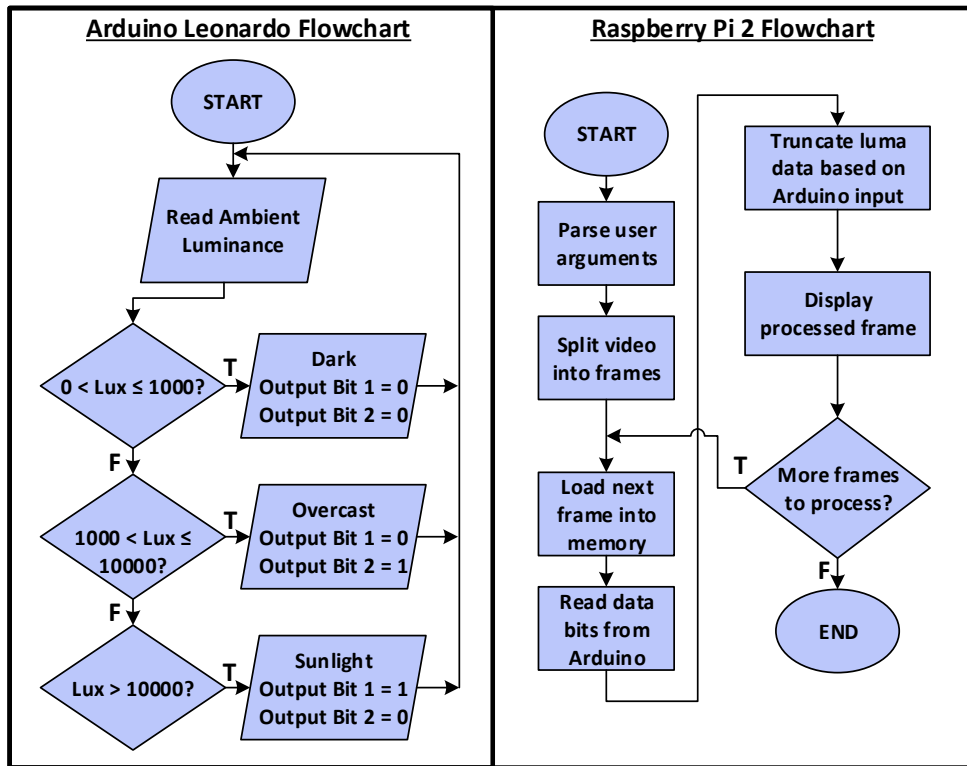 Arduino Leonardo Flowchart
START
Read Ambient
Luminance
0 < Lux ≤ 1000?
T
Dark
Output Bit 1 = 0
Output Bit 2 = 0
F
1000 < Lux ≤
10000?
T
Overcast
Output Bit 1 = 0
Output Bit 2 = 1
F
Lux > 10000?
T
Sunlight
Output Bit 1 = 1
Output Bit 2 = 0
Raspberry Pi 2 Flowchart
START
Parse user
arguments
Split video
into frames
Load next
frame into
memory
Read data
bits from
Arduino
Truncate luma
data based on
Arduino input
Display
processed frame
More frames
to process?
T
F
END